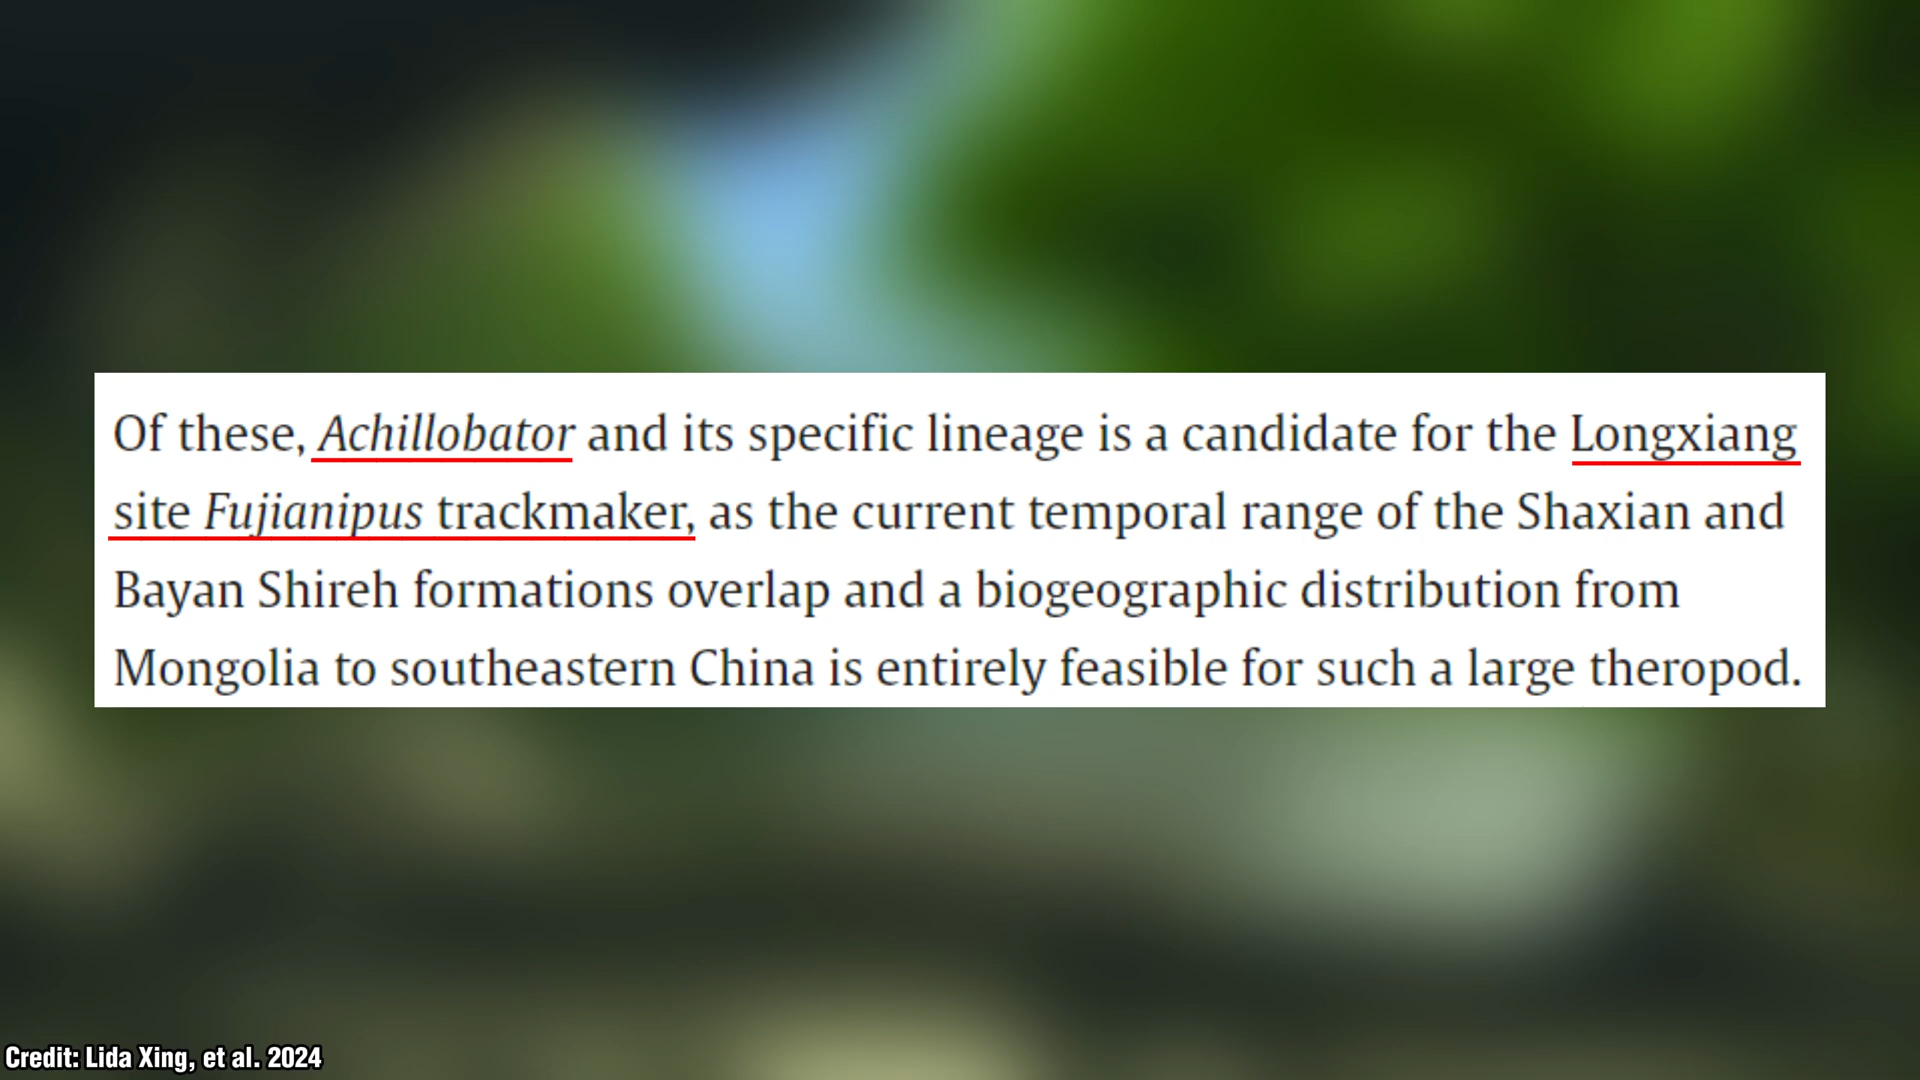 Of these, Achillobator and its specific lineage is a candidate for the Longxiang
site Fujianipus trackmaker, as the current temporal range of the Shaxian and
Bayan Shireh formations overlap and a biogeographic distribution from
Mongolia to southeastern China is entirely feasible for such a large theropod.
Credit: Lida Xing, et al. 2024